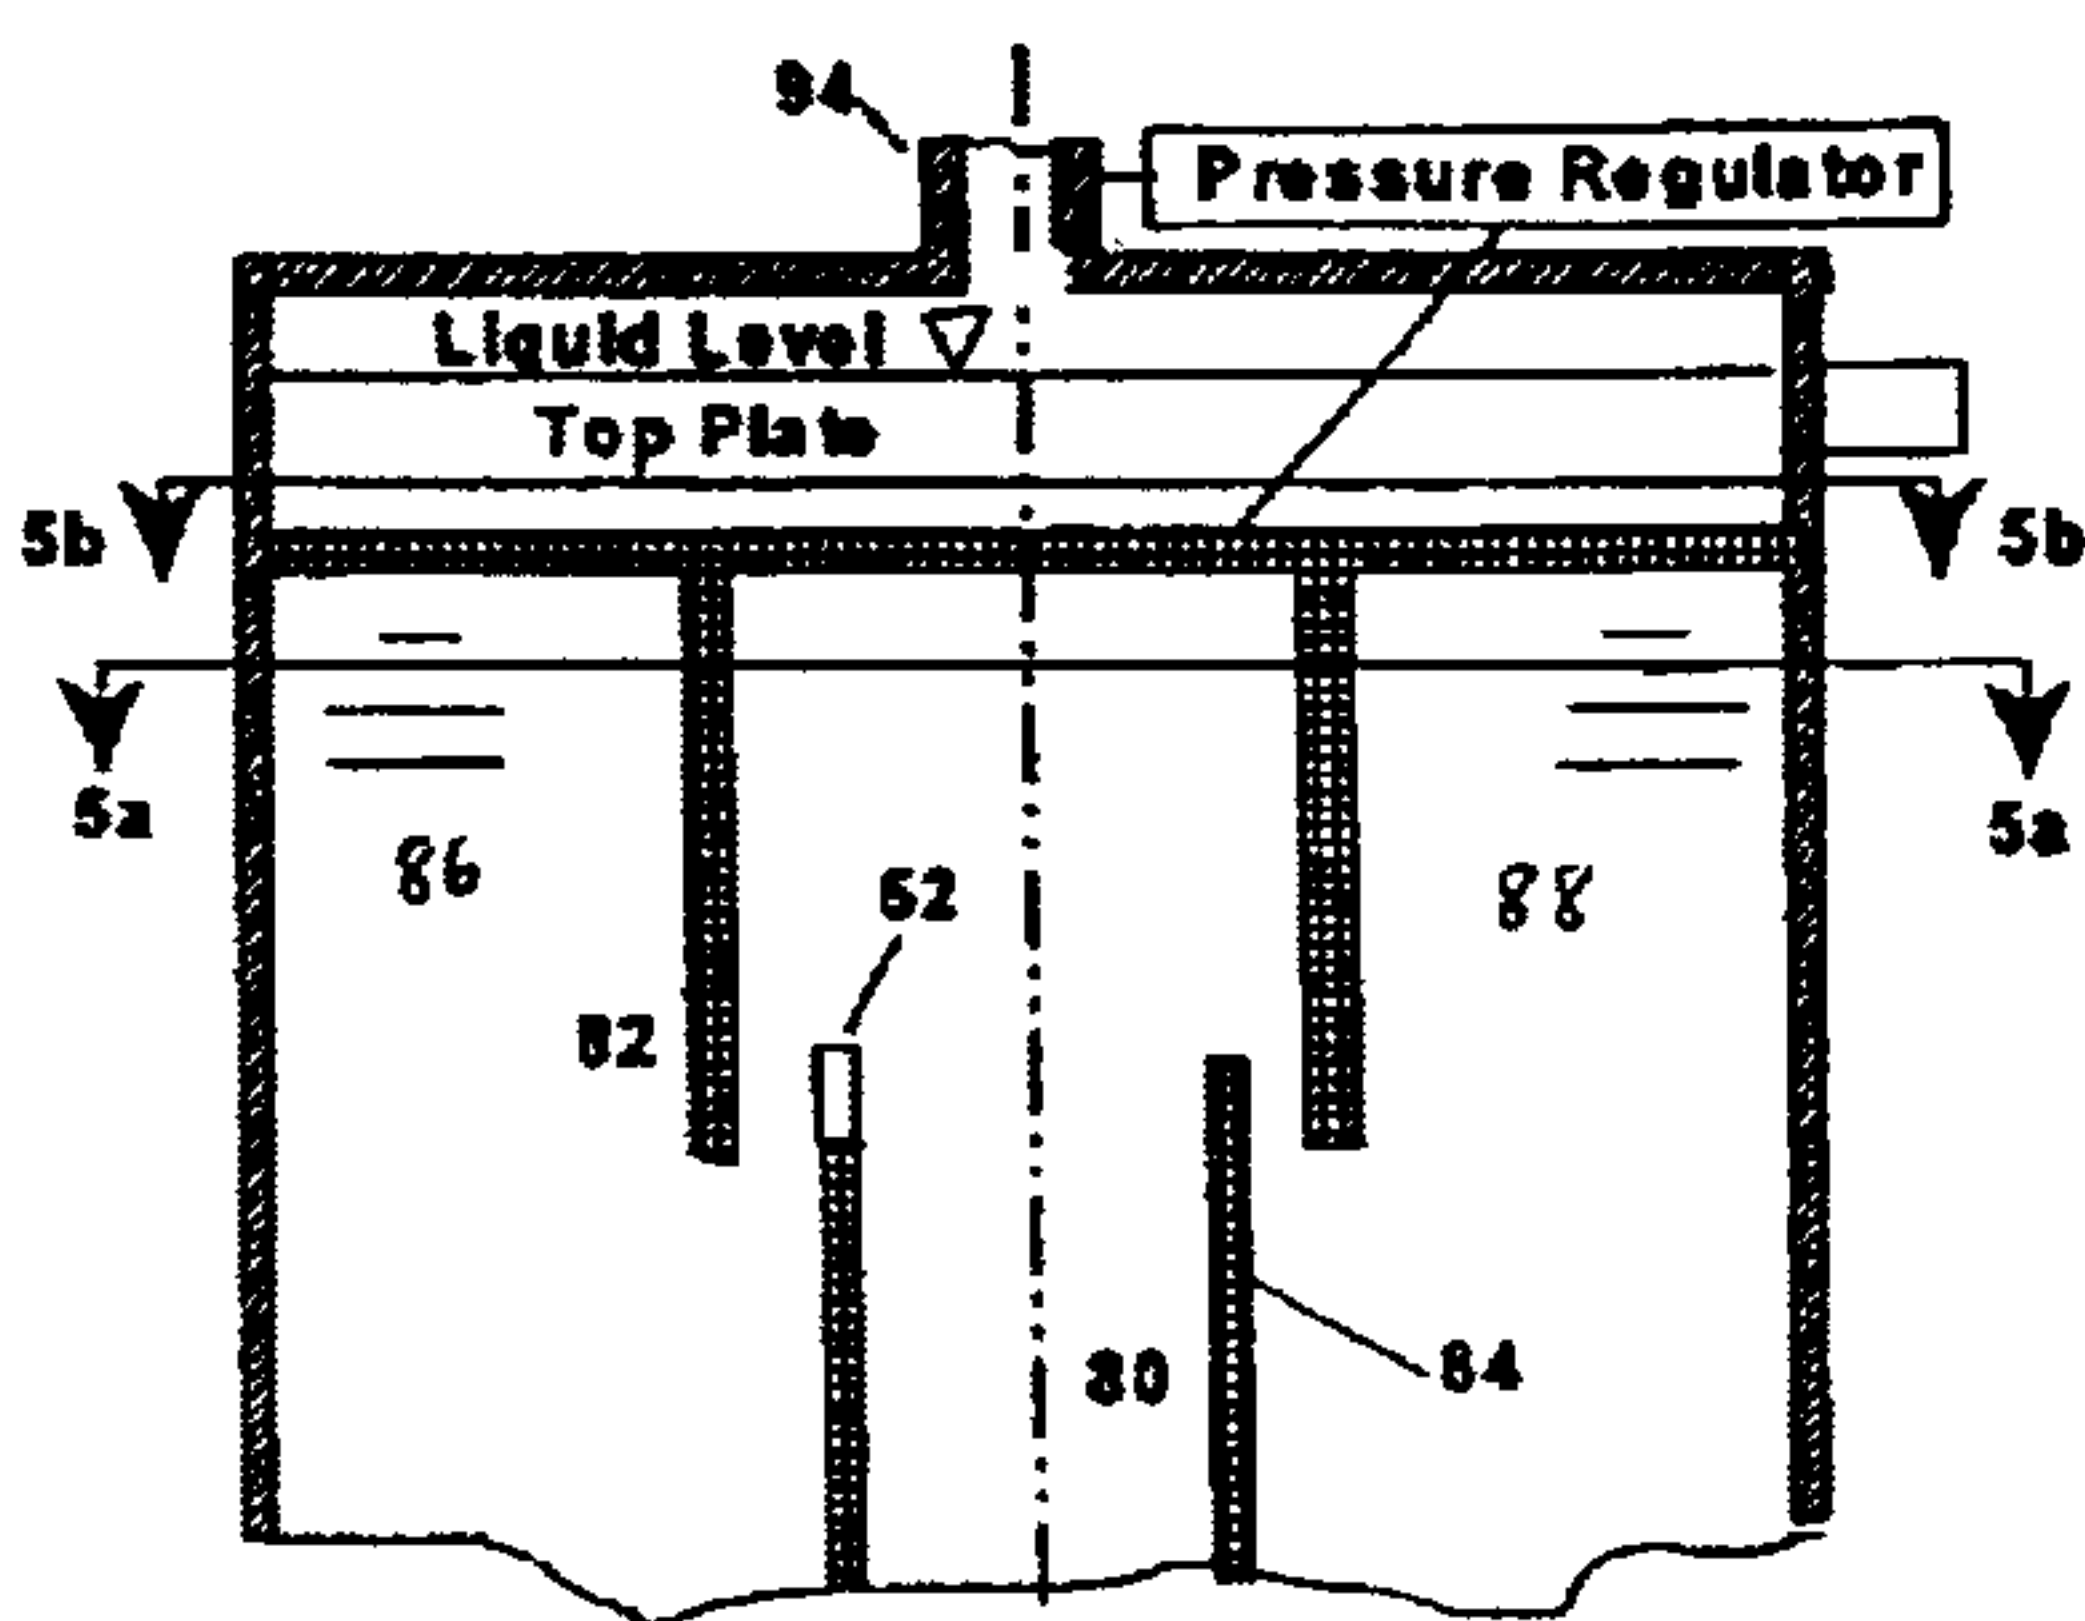 94
Pressure Regulator
Liquid Level
Top Plate
5b
5b
5a
5a
86
62
88
82
80
84